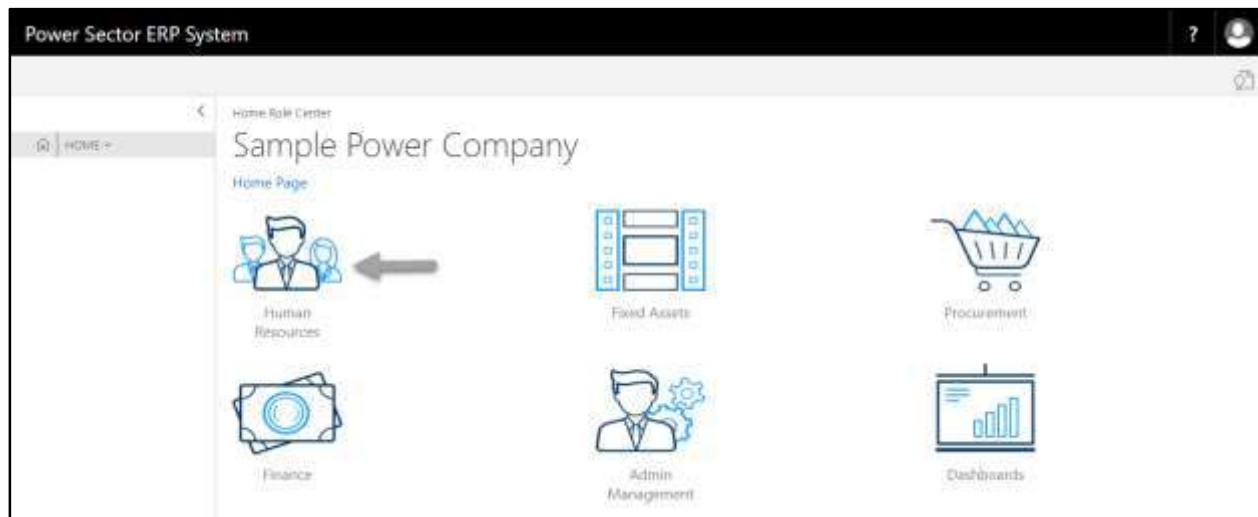 Power Sector ERP System
?
Home Role Center
HOME
Sample Power Company
Home Page
Human
Resources
Fixed Assets
Procurement
Finance
Admin
Management
Dashboards